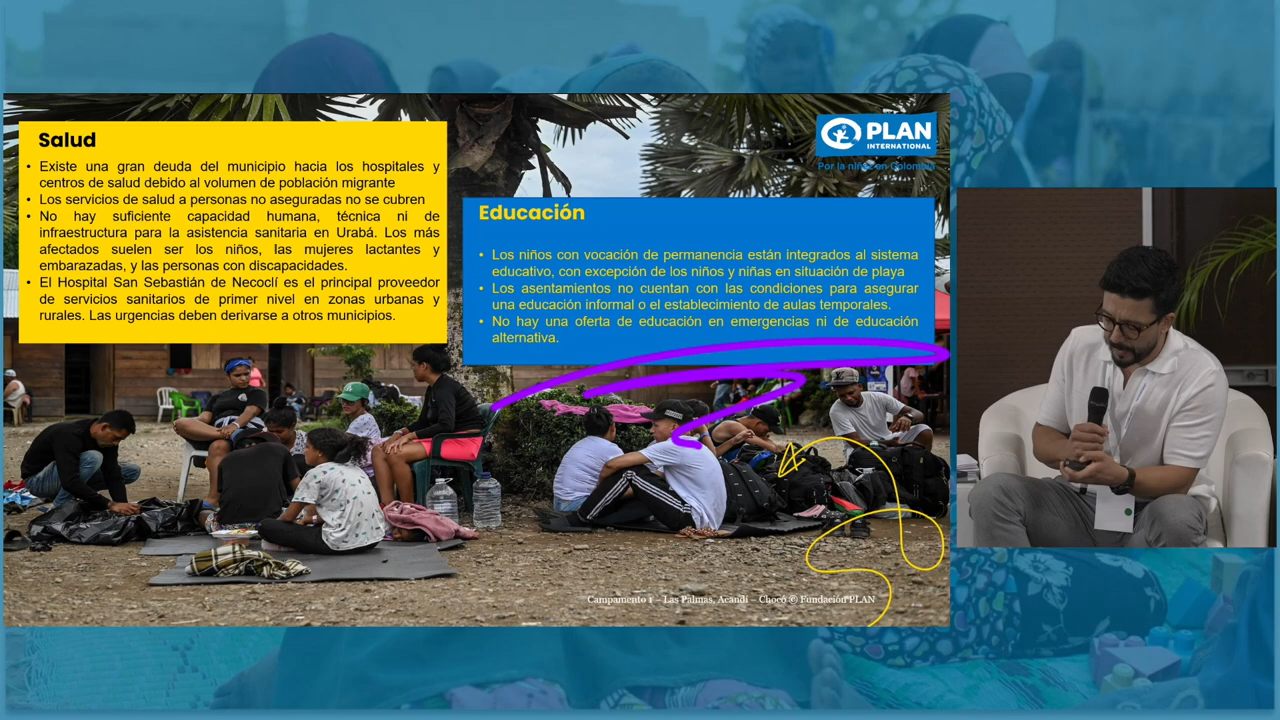 Salud
• Existe una gran deuda del municipio hacia los hospitales y
centros de salud debido al volumen de población migrante
• Los servicios de salud a personas no aseguradas no se cubren
• No hay suficiente capacidad humana, técnica ni de
infraestructura para la asistencia sanitaria en Urabá. Los más
afectados suelen ser los niños, las mujeres lactantes y
embarazadas, y las personas con discapacidades.
• El Hospital San Sebastián de Necoclí es el principal proveedor
de servicios sanitarios de primer nivel en zonas urbanas y
rurales. Las urgencias deben derivarse a otros municipios.
PLAN
INTERNATIONAL
Por la niñez en Colombia
Educación
• Los niños con vocación de permanencia están integrados al sistema
educativo, con excepción de los niños y niñas en situación de playa
• Los asentamientos no cuentan con las condiciones para asegurar
una educación informal o el establecimiento de aulas temporales.
• No hay una oferta de educación en emergencias ni de educación
alternativa.
Campamento 1 – Las Palmas, Acandí – Chocó © Fundación PLAN